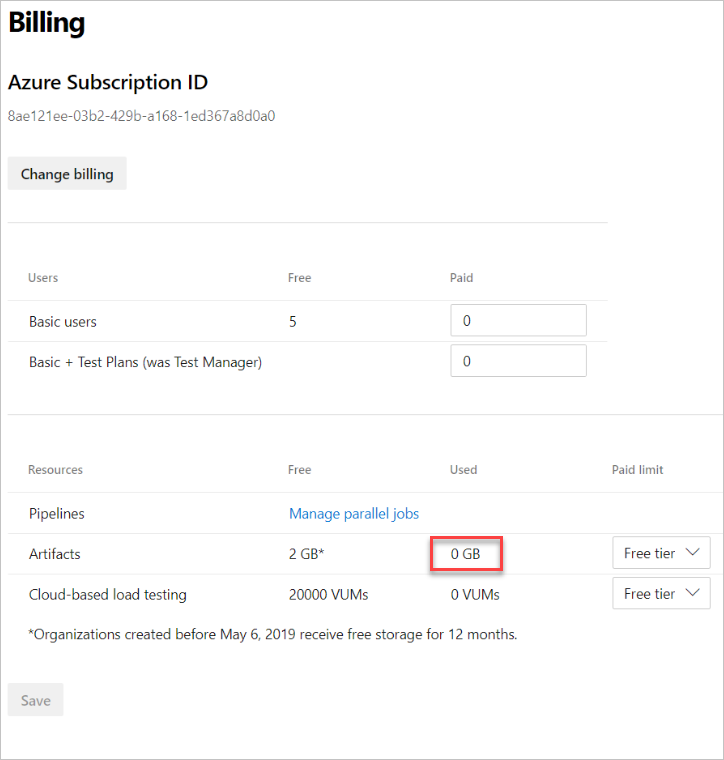 Billing
Azure Subscription ID
8ae121ee-03b2-429b-a168-1ed367a8d0a0
Change billing
Users Free Paid
Basic users 5 0
Basic + Test Plans (was Test Manager) 0
Resources Free Used Paid limit
Pipelines Manage parallel jobs
Artifacts 2 GB* 0 GB Free tier
Cloud-based load testing 20000 VUMs 0 VUMs Free tier
*Organizations created before May 6, 2019 receive free storage for 12 months.
Save